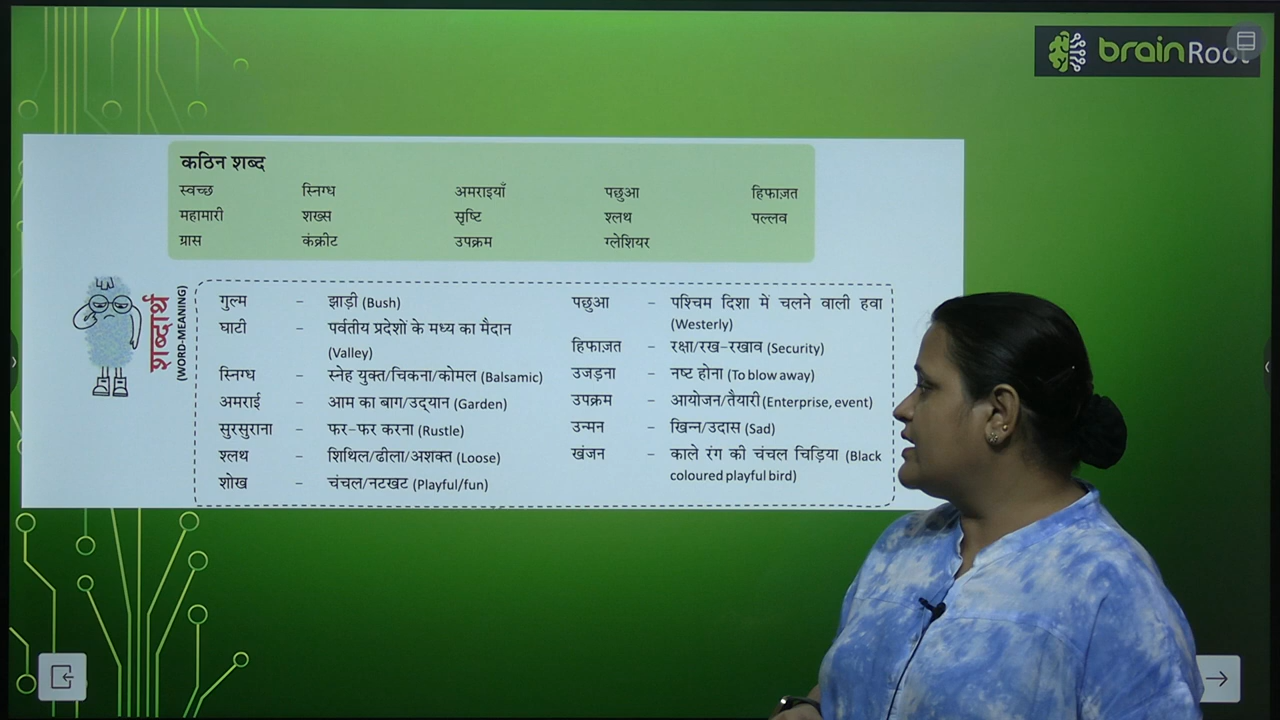 brainRoot
कठिन शब्द
स्वच्छ स्निग्ध अमराइयाँ पछुआ हिफाज़त
महामारी शख्स सृष्टि श्लथ पल्लव
ग्रास कंक्रीट उपक्रम ग्लेशियर
शब्दार्थ
(WORD-MEANING)
गुल्म – झाड़ी (Bush)
घाटी – पर्वतीय प्रदेशों के मध्य का मैदान
(Valley)
स्निग्ध – स्नेह युक्त/चिकना/कोमल (Balsamic)
अमराई – आम का बाग/उद्‌यान (Garden)
सुरसुराना – फर-फर करना (Rustle)
श्लथ – शिथिल/ढीला/अशक्त (Loose)
शोख – चंचल/नटखट (Playful/fun)
पछुआ – पश्चिम दिशा में चलने वाली हवा
(Westerly)
हिफाज़त – रक्षा/रख-रखाव (Security)
उजड़ना – नष्ट होना (To blow away)
उपक्रम – आयोजन/तैयारी (Enterprise, event)
उन्मन – खिन्न/उदास (Sad)
खंजन – काले रंग की चंचल चिड़िया (Black
coloured playful bird)